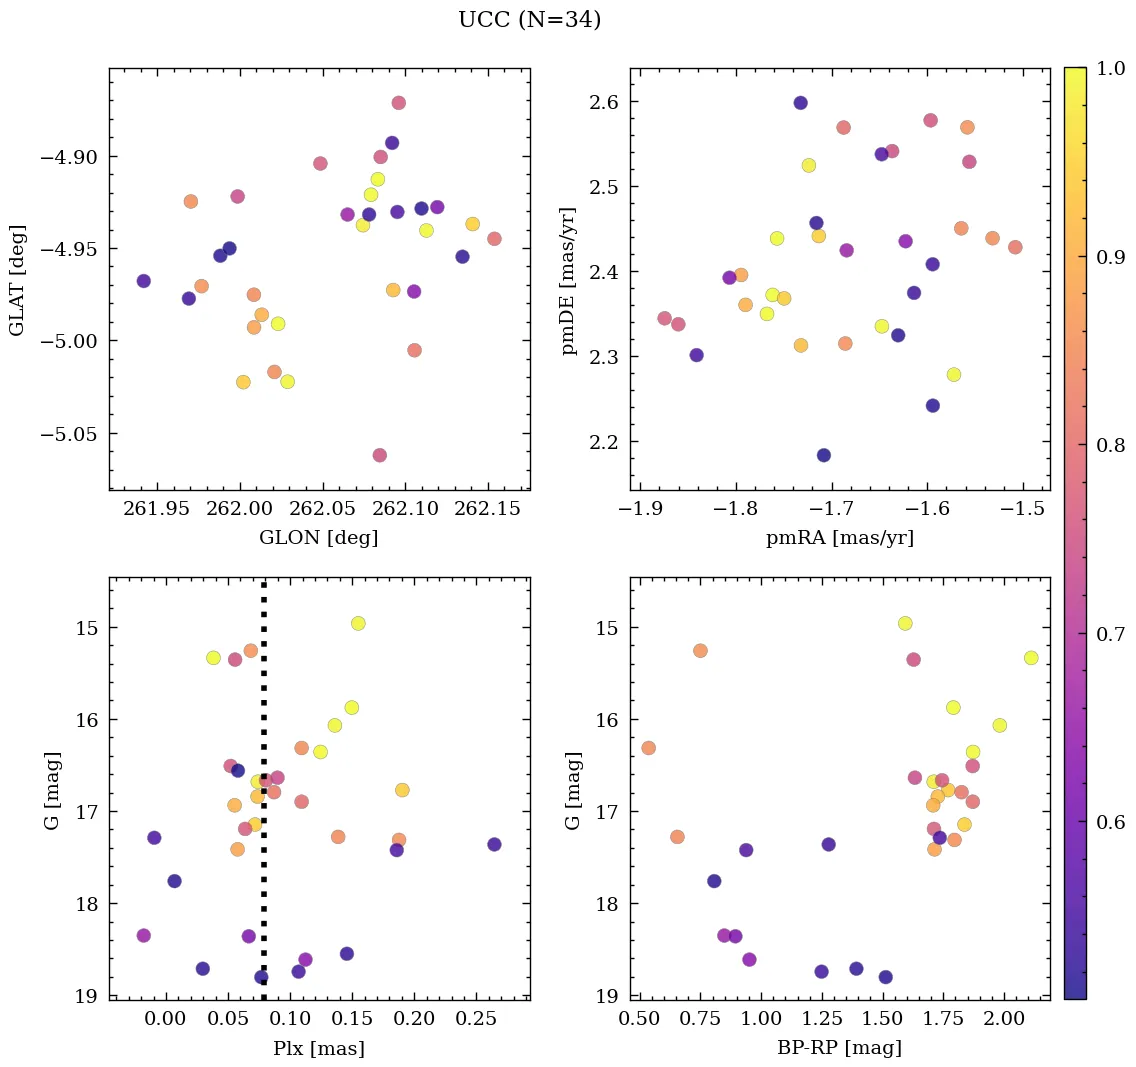 UCC (N=34)
−4.90
−4.95
−5.00
−5.05
GLAT [deg]
261.95 262.00 262.05 262.10 262.15
GLON [deg]
2.6
2.5
2.4
2.3
2.2
pmDE [mas/yr]
−1.9 −1.8 −1.7 −1.6 −1.5
pmRA [mas/yr]
15
16
17
18
19
G [mag]
0.00 0.05 0.10 0.15 0.20 0.25
Plx [mas]
15
16
17
18
19
G [mag]
0.50 0.75 1.00 1.25 1.50 1.75 2.00
BP-RP [mag]
1.0
0.9
0.8
0.7
0.6